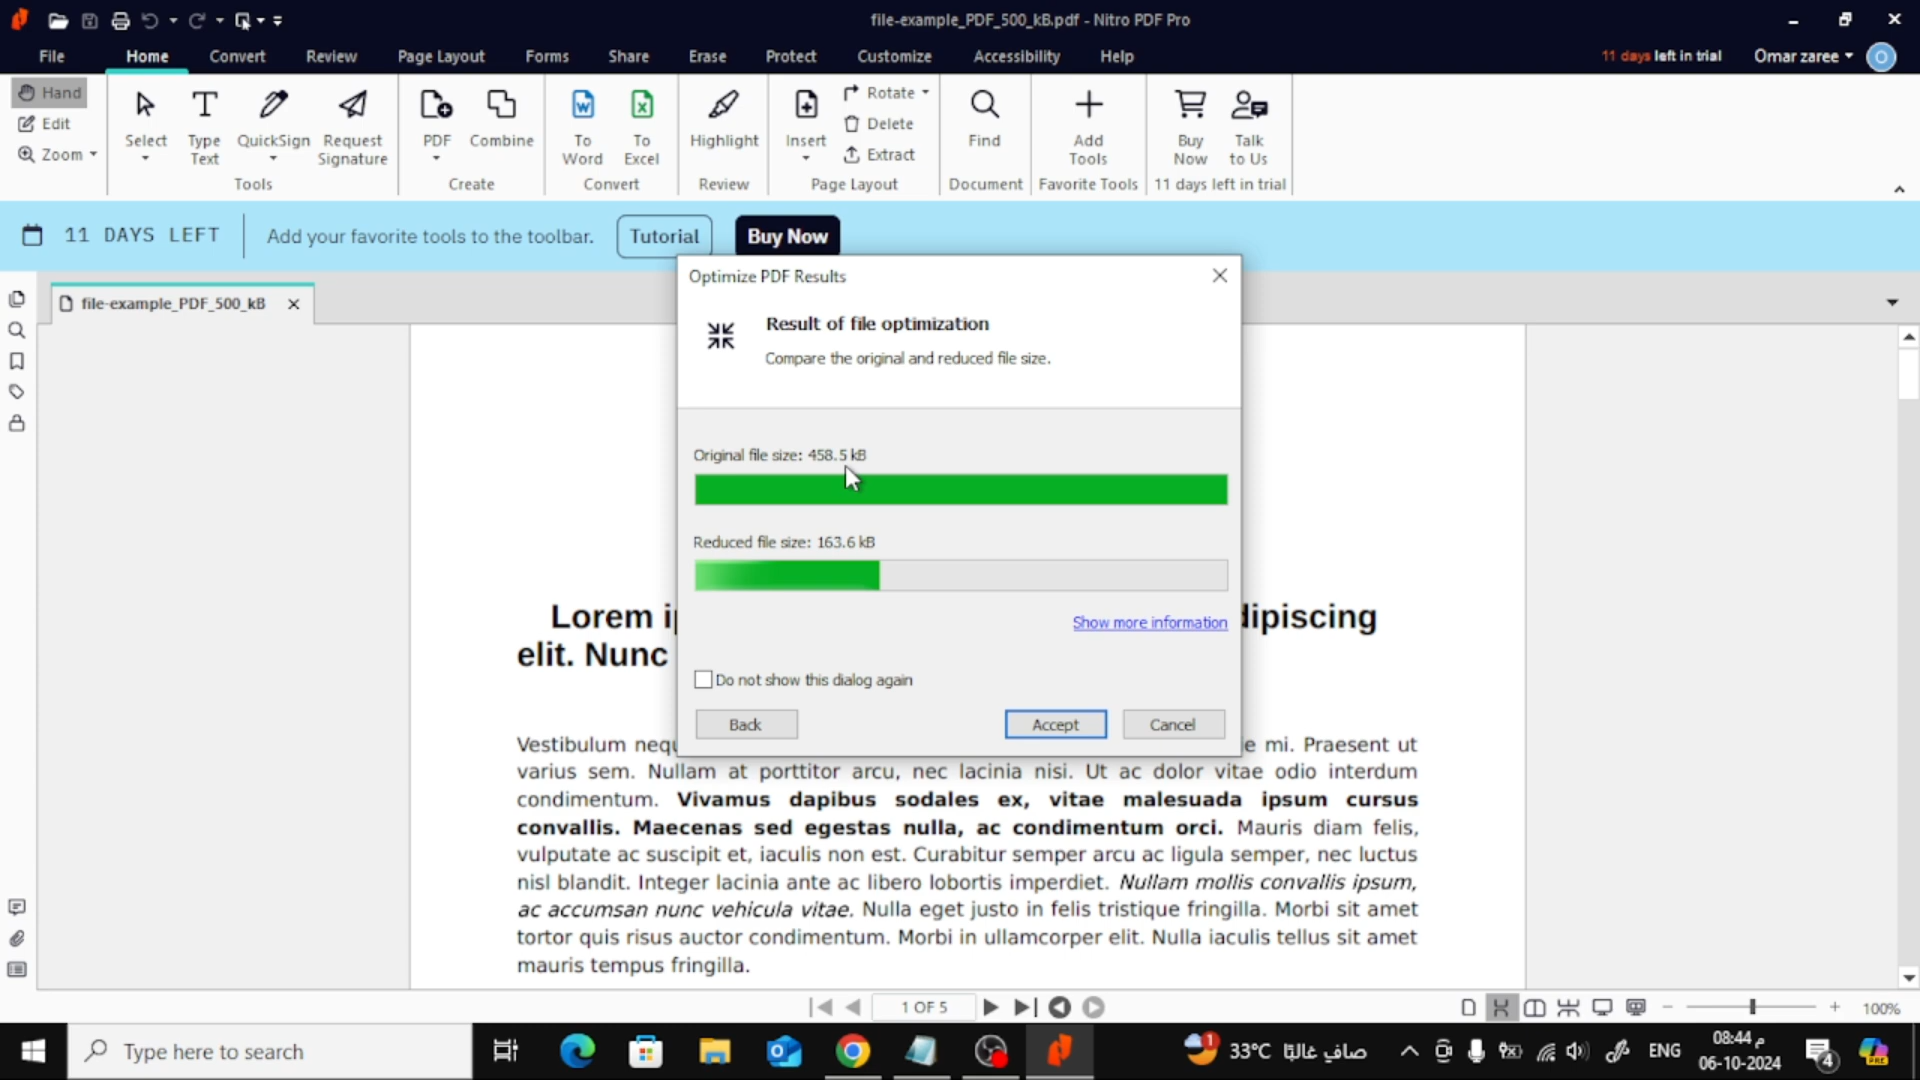 file-example_PDF_500_kB.pdf - Nitro PDF Pro
File Home Convert Review Page Layout Forms Share Erase Protect Customize Accessibility Help 11 days left in trial Omar zaree O
Hand
Edit
Zoom
Select
Type Text
QuickSign
Request Signature
Tools
PDF
Combine
Create
To Word
To Excel
Convert
Highlight
Review
Insert
Rotate
Delete
Extract
Page Layout
Find
Document
Add Tools
Favorite Tools
Buy Now
Talk to Us
11 days left in trial
11 DAYS LEFT Add your favorite tools to the toolbar. Tutorial Buy Now
file-example_PDF_500_kB
Optimize PDF Results
Result of file optimization
Compare the original and reduced file size.
Original file size: 458.5 kB
Reduced file size: 163.6 kB
Show more information
Do not show this dialog again
Back Accept Cancel
Lorem i dipiscing
elit. Nunc
Vestibulum neq e mi. Praesent ut
varius sem. Nullam at porttitor arcu, nec lacinia nisi. Ut ac dolor vitae odio interdum
condimentum. Vivamus dapibus sodales ex, vitae malesuada ipsum cursus
convallis. Maecenas sed egestas nulla, ac condimentum orci. Mauris diam felis,
vulputate ac suscipit et, iaculis non est. Curabitur semper arcu ac ligula semper, nec luctus
nisl blandit. Integer lacinia ante ac libero lobortis imperdiet. Nullam mollis convallis ipsum,
ac accumsan nunc vehicula vitae. Nulla eget justo in felis tristique fringilla. Morbi sit amet
tortor quis risus auctor condimentum. Morbi in ullamcorper elit. Nulla iaculis tellus sit amet
mauris tempus fringilla.
1 OF 5
100%
Type here to search
1
33°C صافٍ غالبًا
ENG
08:44 م
06-10-2024
4
PRE